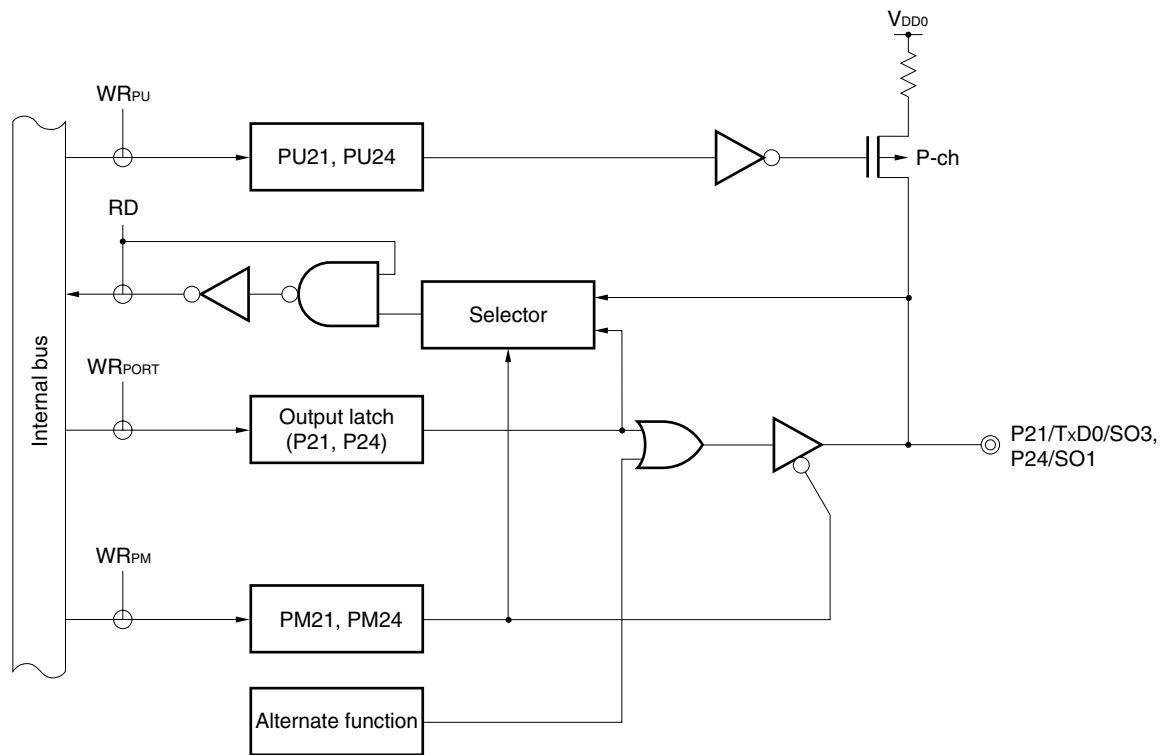 VDD0
WRPU
PU21, PU24
P-ch
RD
Selector
Internal bus
WRPORT
Output latch
(P21, P24)
P21/TxD0/SO3,
P24/SO1
WRPM
PM21, PM24
Alternate function